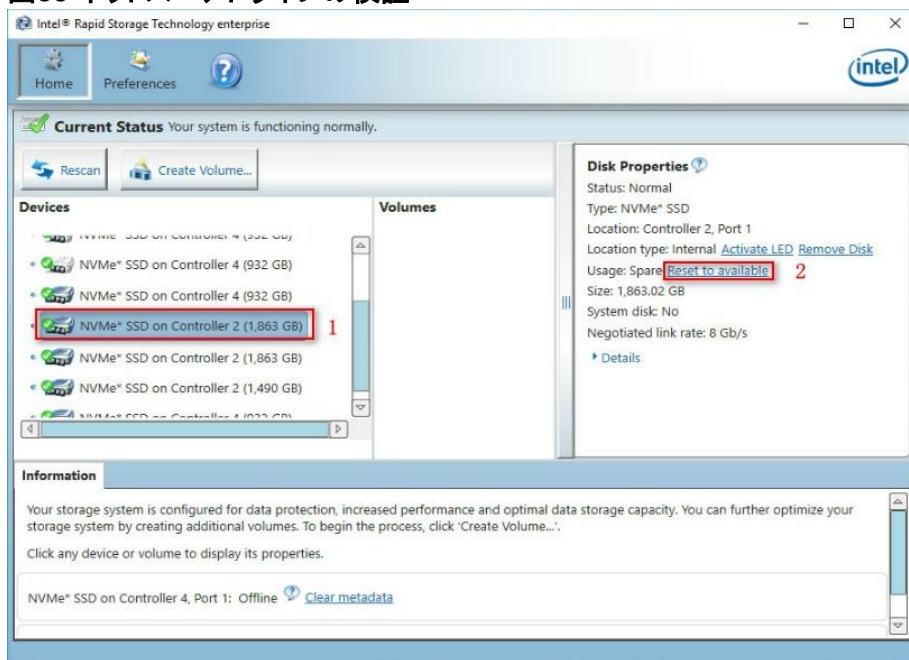 Intel® Rapid Storage Technology enterprise
Home
Preferences
intel
Current Status Your system is functioning normally.
Rescan
Create Volume...
Devices
NVMe* SSD on Controller 4 (932 GB)
NVMe* SSD on Controller 4 (932 GB)
NVMe* SSD on Controller 2 (1,863 GB) 1
NVMe* SSD on Controller 2 (1,863 GB)
NVMe* SSD on Controller 2 (1,490 GB)
Volumes
Disk Properties
Status: Normal
Type: NVMe* SSD
Location: Controller 2, Port 1
Location type: Internal Activate LED Remove Disk
Usage: Spare Reset to available 2
Size: 1,863.02 GB
System disk: No
Negotiated link rate: 8 Gb/s
Details
Information
Your storage system is configured for data protection, increased performance and optimal data storage capacity. You can further optimize your
storage system by creating additional volumes. To begin the process, click 'Create Volume...'.
Click any device or volume to display its properties.
NVMe* SSD on Controller 4, Port 1: Offline Clear metadata